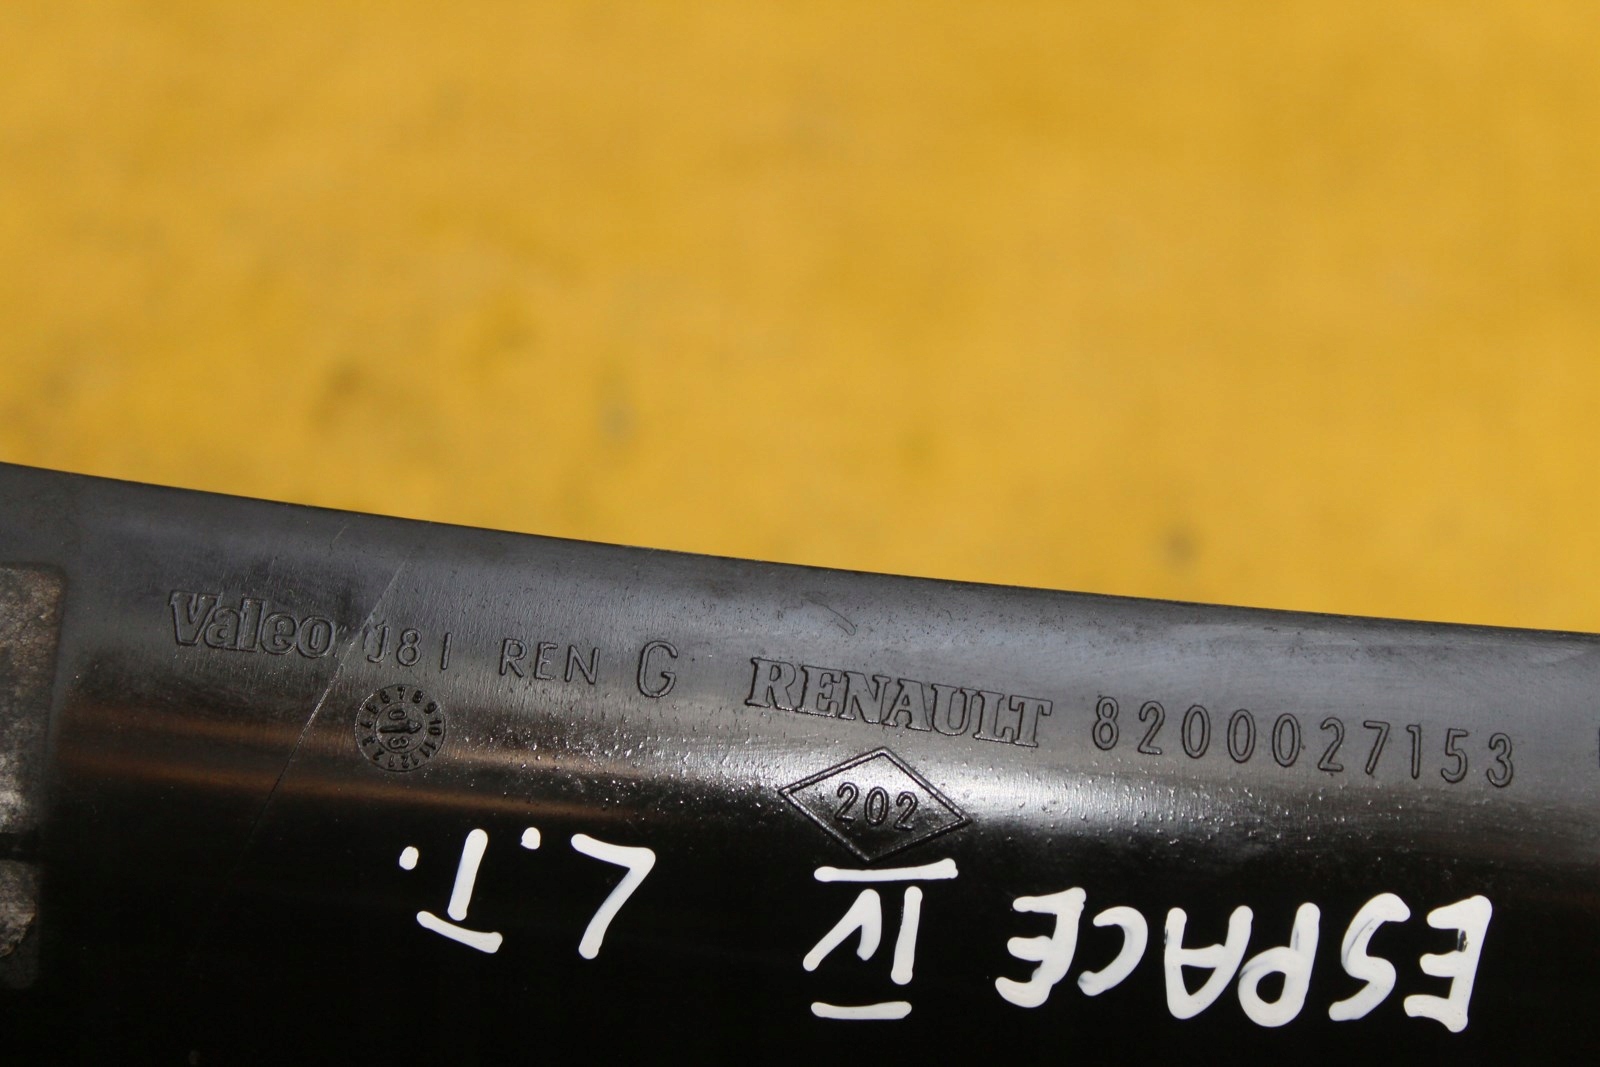 Valeo 181 REN G RENAULT 8200027153
202
ESPACE IV L.T.